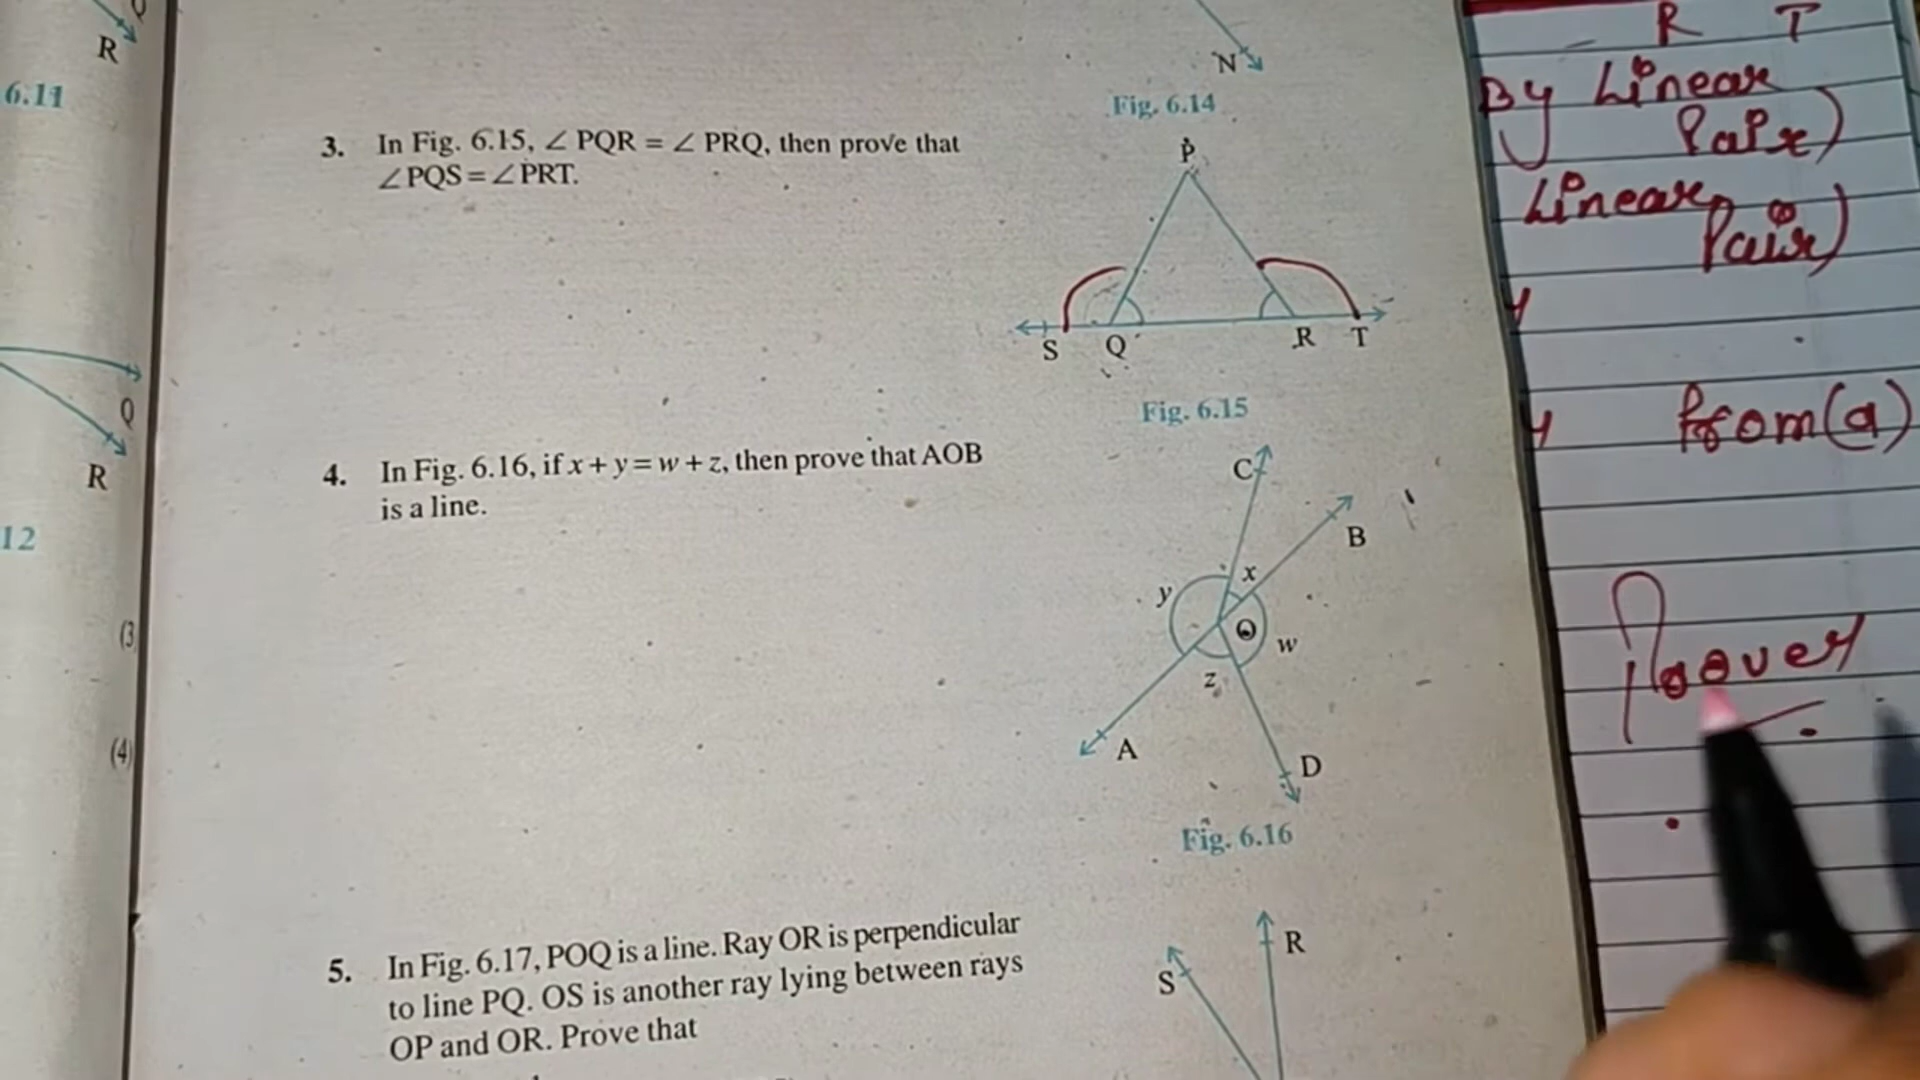 R
6.11
Q
R
12
(3
(4)
N
Fig. 6.14
3. In Fig. 6.15, ∠ PQR = ∠ PRQ, then prove that
∠ PQS = ∠ PRT.
P
S Q R T
Fig. 6.15
4. In Fig. 6.16, if x + y = w + z, then prove that AOB
is a line.
C
B
x
y
O
w
z
A
D
Fig. 6.16
5. In Fig. 6.17, POQ is a line. Ray OR is perpendicular
to line PQ. OS is another ray lying between rays
OP and OR. Prove that
R
S
R T
By Linear
Pair)
Linear
Pair)
from (a)